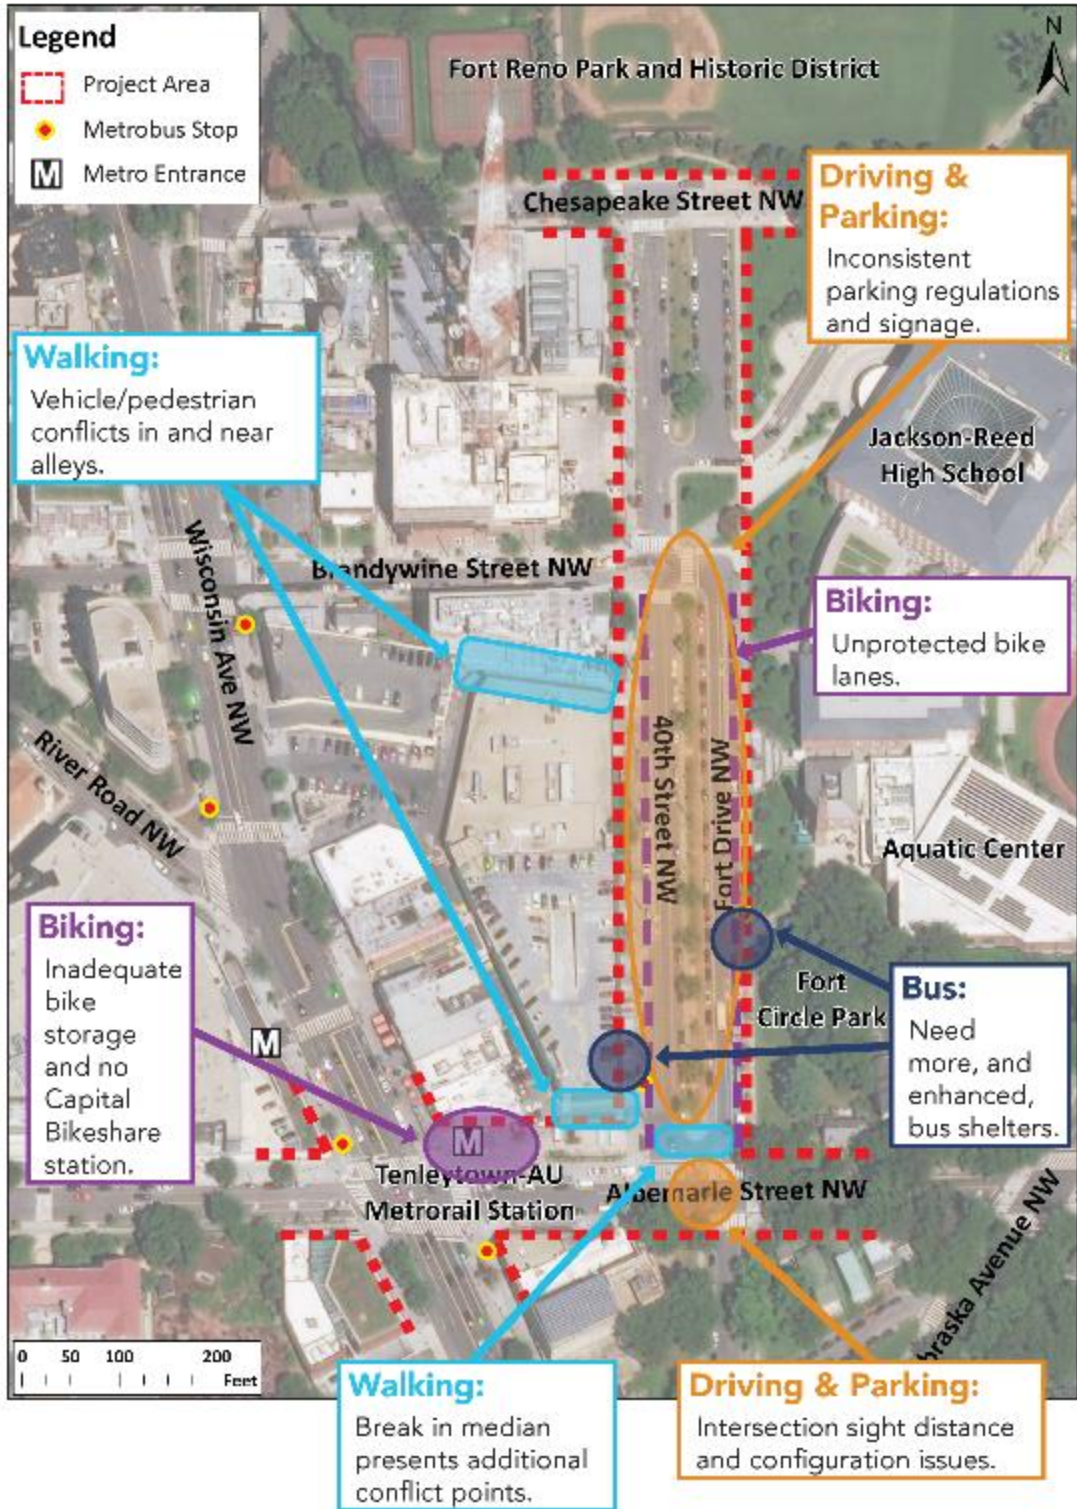 Legend
Project Area
Metrobus Stop
M Metro Entrance
N
Fort Reno Park and Historic District
Chesapeake Street NW
Driving &
Parking:
Inconsistent
parking regulations
and signage.
Walking:
Vehicle/pedestrian
conflicts in and near
alleys.
Jackson-Reed
High School
Wisconsin Ave NW
Brandywine Street NW
Biking:
Unprotected bike
lanes.
River Road NW
40th Street NW
Fort Drive NW
Aquatic Center
Biking:
Inadequate
bike
storage
and no
Capital
Bikeshare
station.
M
Fort
Circle Park
Bus:
Need
more, and
enhanced,
bus shelters.
M
Tenleytown-AU
Metrorail Station
Albemarle Street NW
braska Avenue NW
0 50 100 200
Feet
Walking:
Break in median
presents additional
conflict points.
Driving & Parking:
Intersection sight distance
and configuration issues.